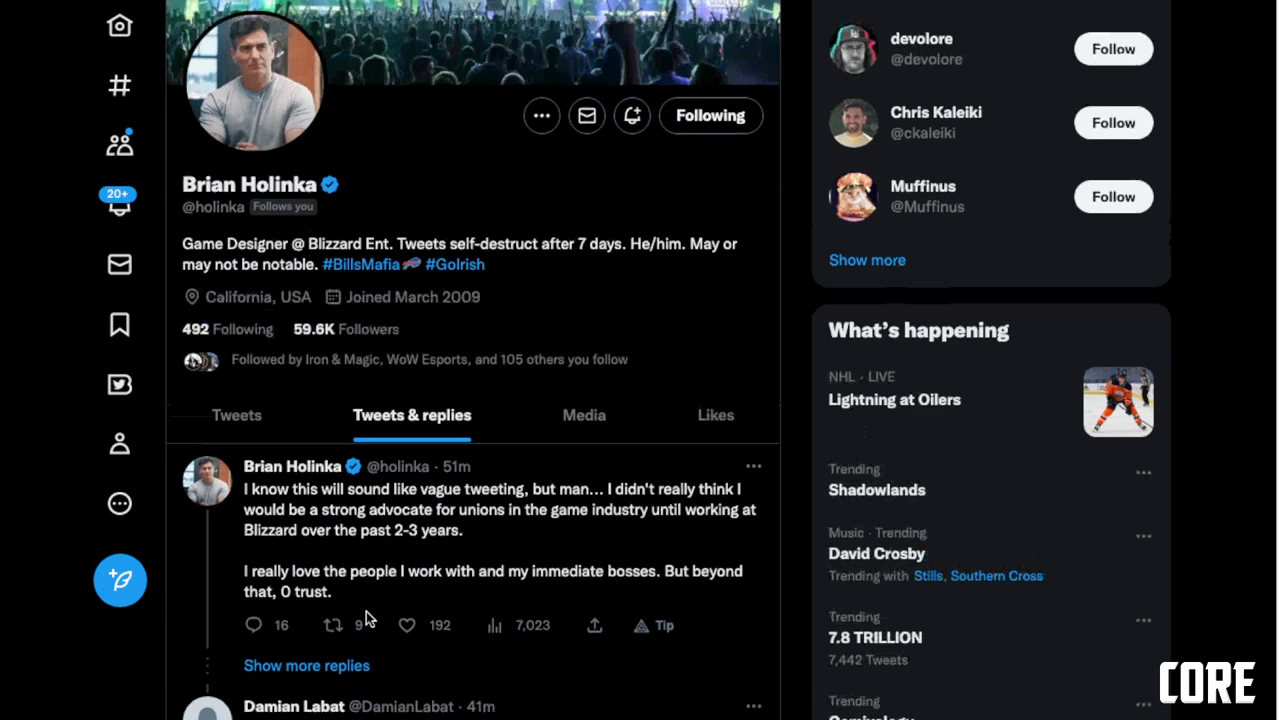 Following
Brian Holinka
@holinka Follows you
Game Designer @ Blizzard Ent. Tweets self-destruct after 7 days. He/him. May or
may not be notable. #BillsMafia #GoIrish
California, USA Joined March 2009
492 Following 59.6K Followers
Followed by Iron & Magic, WoW Esports, and 105 others you follow
Tweets Tweets & replies Media Likes
Brian Holinka @holinka · 51m
I know this will sound like vague tweeting, but man... I didn't really think I
would be a strong advocate for unions in the game industry until working at
Blizzard over the past 2-3 years.
I really love the people I work with and my immediate bosses. But beyond
that, 0 trust.
16 9 192 7,023 Tip
Show more replies
Damian Labat @DamianLabat · 41m
20+
devolore
@devolore
Follow
Chris Kaleiki
@ckaleiki
Follow
Muffinus
@Muffinus
Follow
Show more
What's happening
NHL · LIVE
Lightning at Oilers
Trending
Shadowlands
Music · Trending
David Crosby
Trending with Stills, Southern Cross
Trending
7.8 TRILLION
7,442 Tweets
Trending
CORE